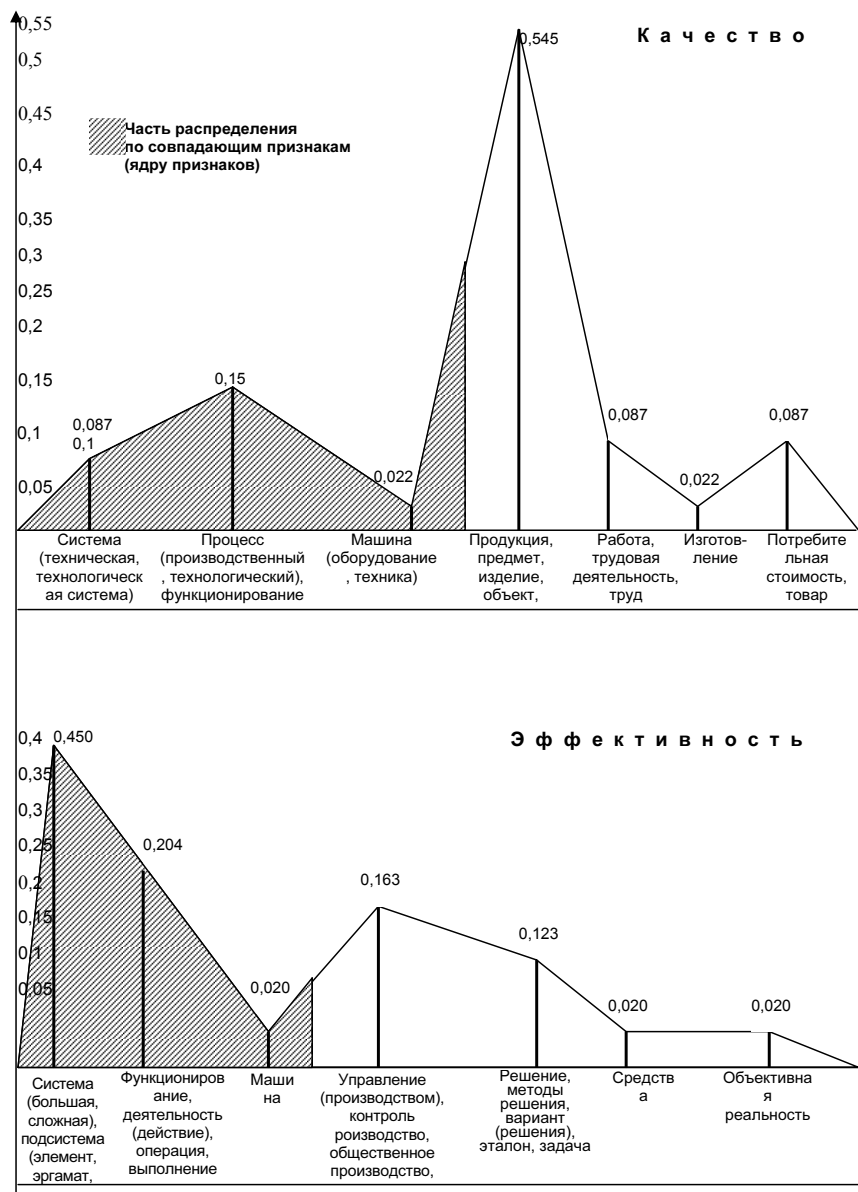 0,55
К а ч е с т в о
0,545
0,5
0,45
Часть распределения
по совпадающим признакам
(ядру признаков)
0,4
0,35
0,3
0,25
0,2
0,15
0,15
0,087
0,1
0,1
0,022
0,087
0,022
0,087
0,05
Система
(техническая,
технологическ
ая система)
Процесс
(производственный
, технологический),
функционирование
Машина
(оборудование
, техника)
Продукция,
предмет,
изделие,
объект,
Работа,
трудовая
деятельность,
труд
Изготов-
ление
Потребите
льная
стоимость,
товар
Э ф ф е к т и в н о с т ь
0,4
0,450
0,35
0,3
0,25
0,204
0,2
0,163
0,15
0,123
0,1
0,05
0,020
0,020
0,020
Система
(большая,
сложная),
подсистема
(элемент,
эргамат,
Функциониров
ание,
деятельность
(действие),
операция,
выполнение
Маши
на
Управление
(производством),
контроль
роизводство,
общественное
производство,
Решение,
методы
решения,
вариант
(решения),
эталон, задача
Средств
а
Объективна
я
реальность